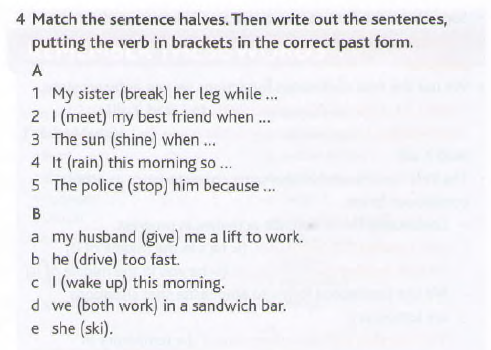 4 Match the sentence halves. Then write out the sentences,
putting the verb in brackets in the correct past form.
A
1 My sister (break) her leg while ...
2 I (meet) my best friend when ...
3 The sun (shine) when ...
4 It (rain) this morning so ...
5 The police (stop) him because ...
B
a my husband (give) me a lift to work.
b he (drive) too fast.
c I (wake up) this morning.
d we (both work) in a sandwich bar.
e she (ski).